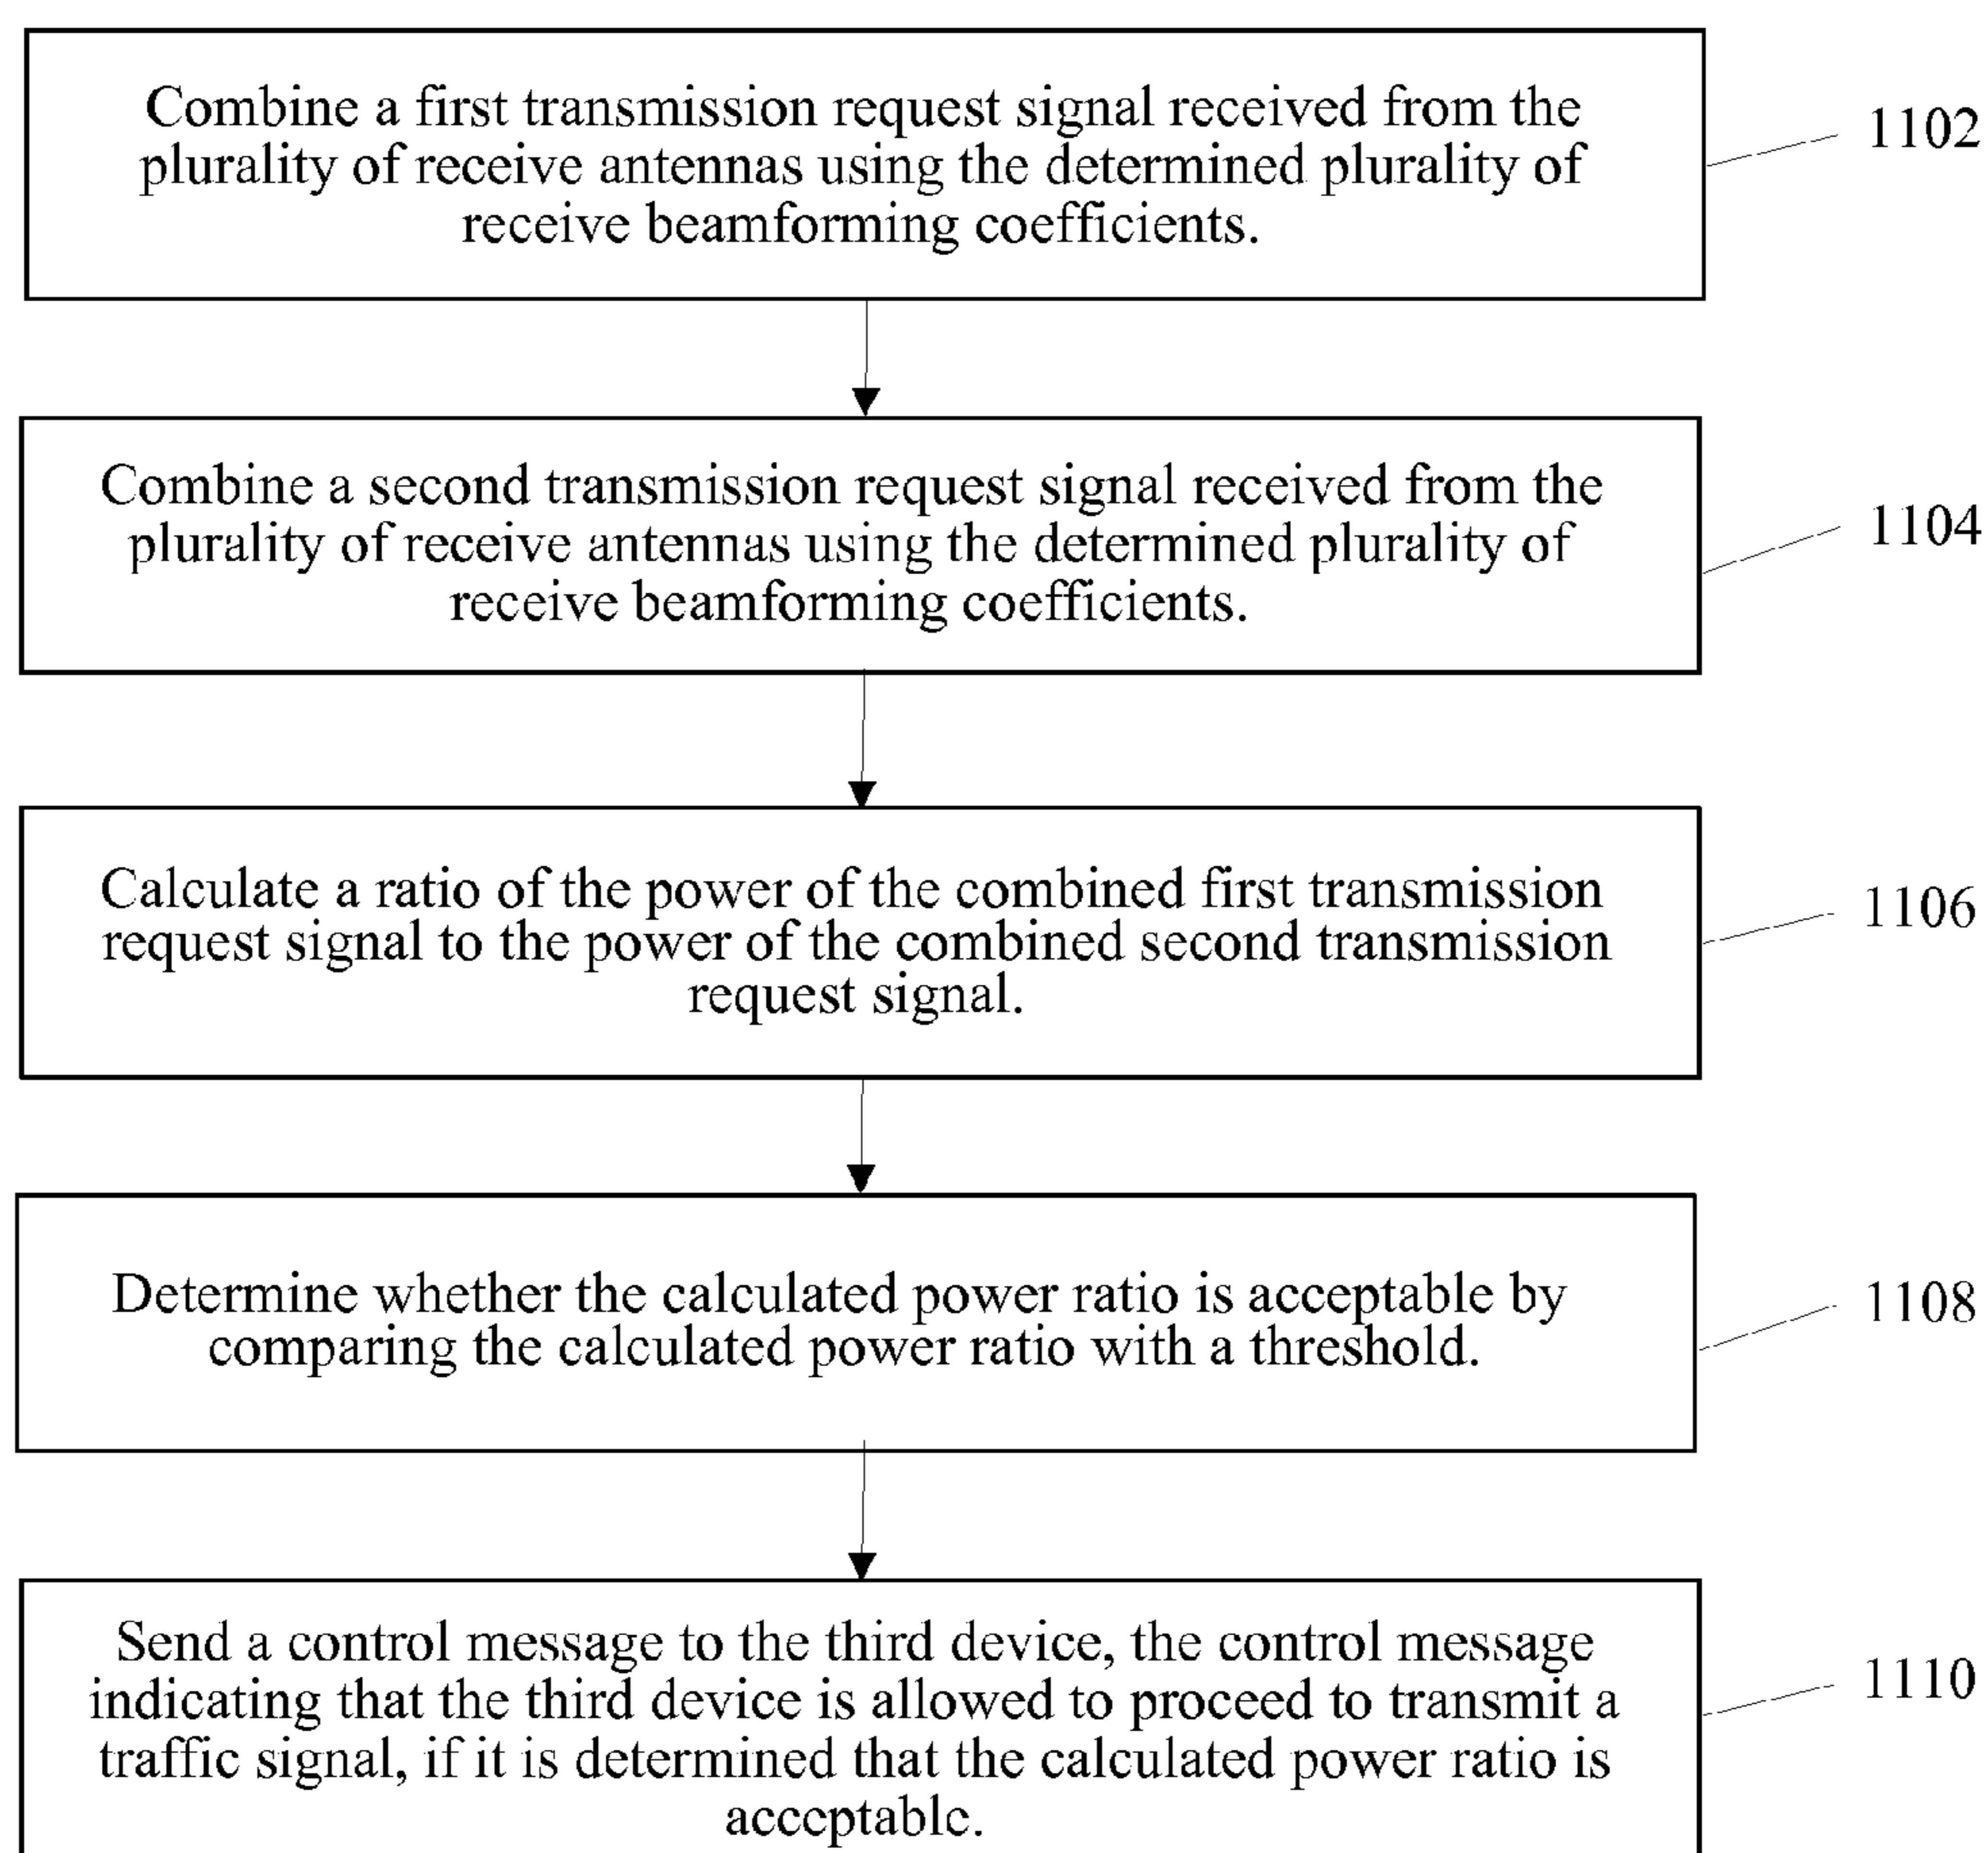 Combine a first transmission request signal received from the
plurality of receive antennas using the determined plurality of
receive beamforming coefficients.
1102
Combine a second transmission request signal received from the
plurality of receive antennas using the determined plurality of
receive beamforming coefficients.
1104
Calculate a ratio of the power of the combined first transmission
request signal to the power of the combined second transmission
request signal.
1106
Determine whether the calculated power ratio is acceptable by
comparing the calculated power ratio with a threshold.
1108
Send a control message to the third device, the control message
indicating that the third device is allowed to proceed to transmit a
traffic signal, if it is determined that the calculated power ratio is
acceptable.
1110